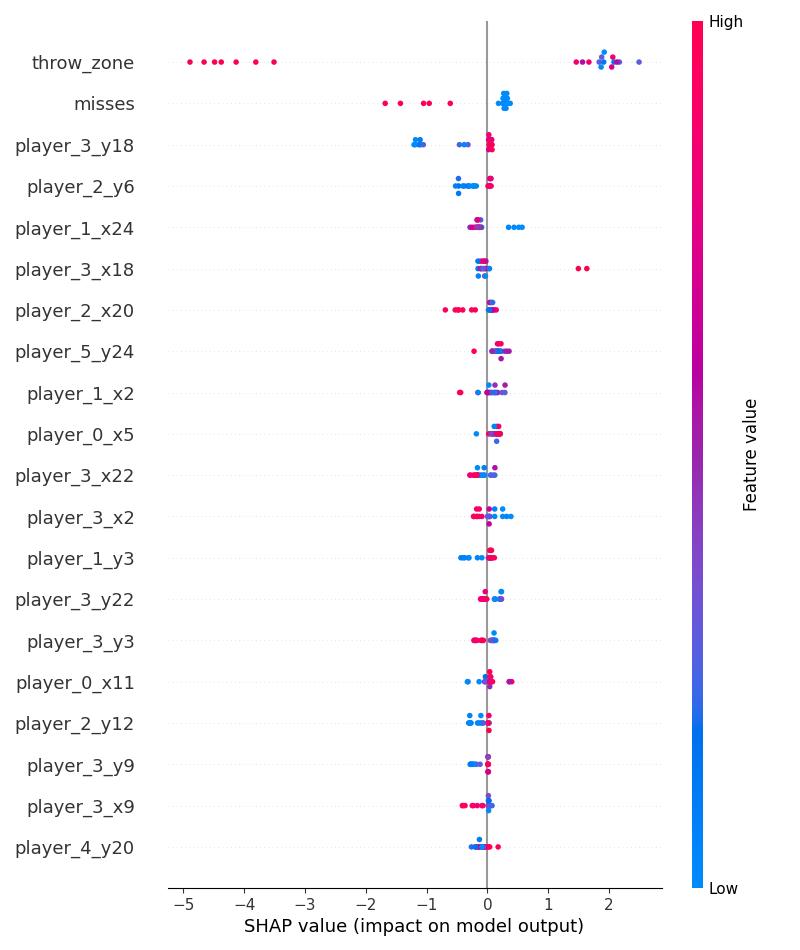 High
throw_zone
misses
player_3_y18
player_2_y6
player_1_x24
player_3_x18
player_2_x20
player_5_y24
player_1_x2
player_0_x5
player_3_x22
player_3_x2
player_1_y3
player_3_y22
player_3_y3
player_0_x11
player_2_y12
player_3_y9
player_3_x9
player_4_y20
Feature value
Low
−5 −4 −3 −2 −1 0 1 2
SHAP value (impact on model output)